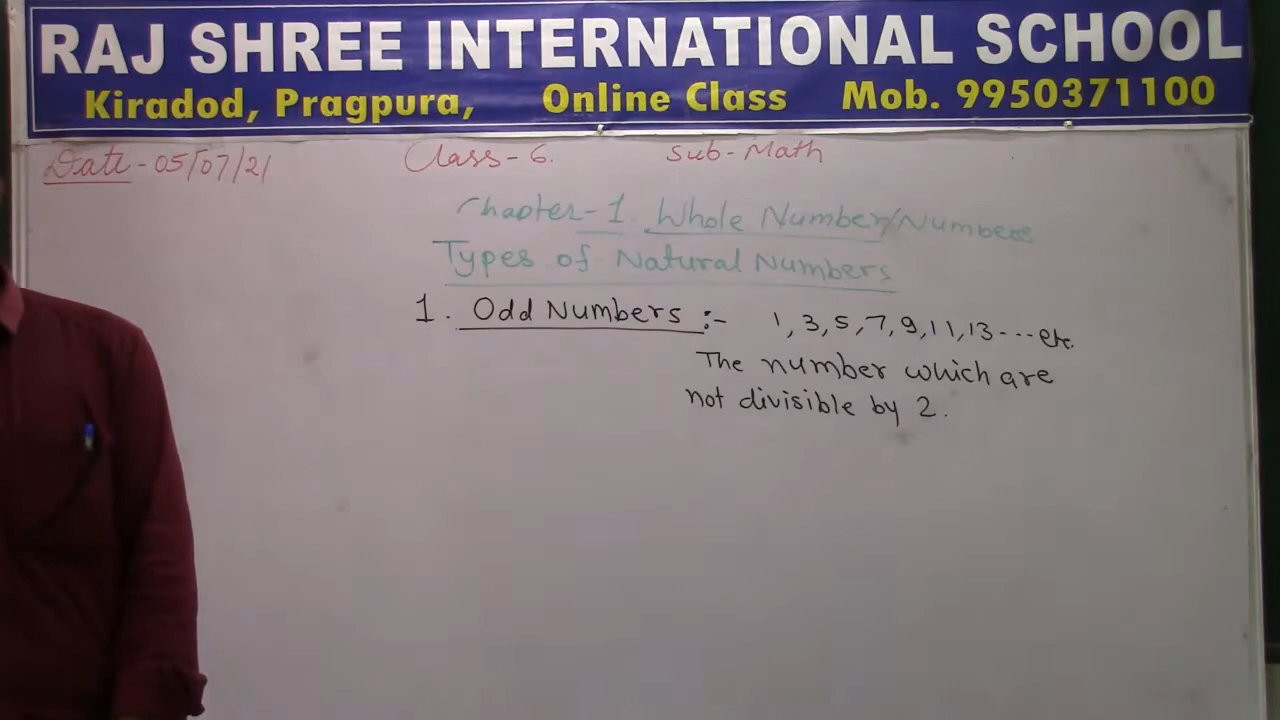 RAJ SHREE INTERNATIONAL SCHOOL
Kiradod, Pragpura, Online Class Mob. 9950371100
Date - 05/07/21 Class - 6. Sub - Math
Chapter - 1. Whole Number/Numbers
Types of Natural Numbers
1. Odd Numbers :- 1, 3, 5, 7, 9, 11, 13 ---- etc.
The number which are
not divisible by 2.